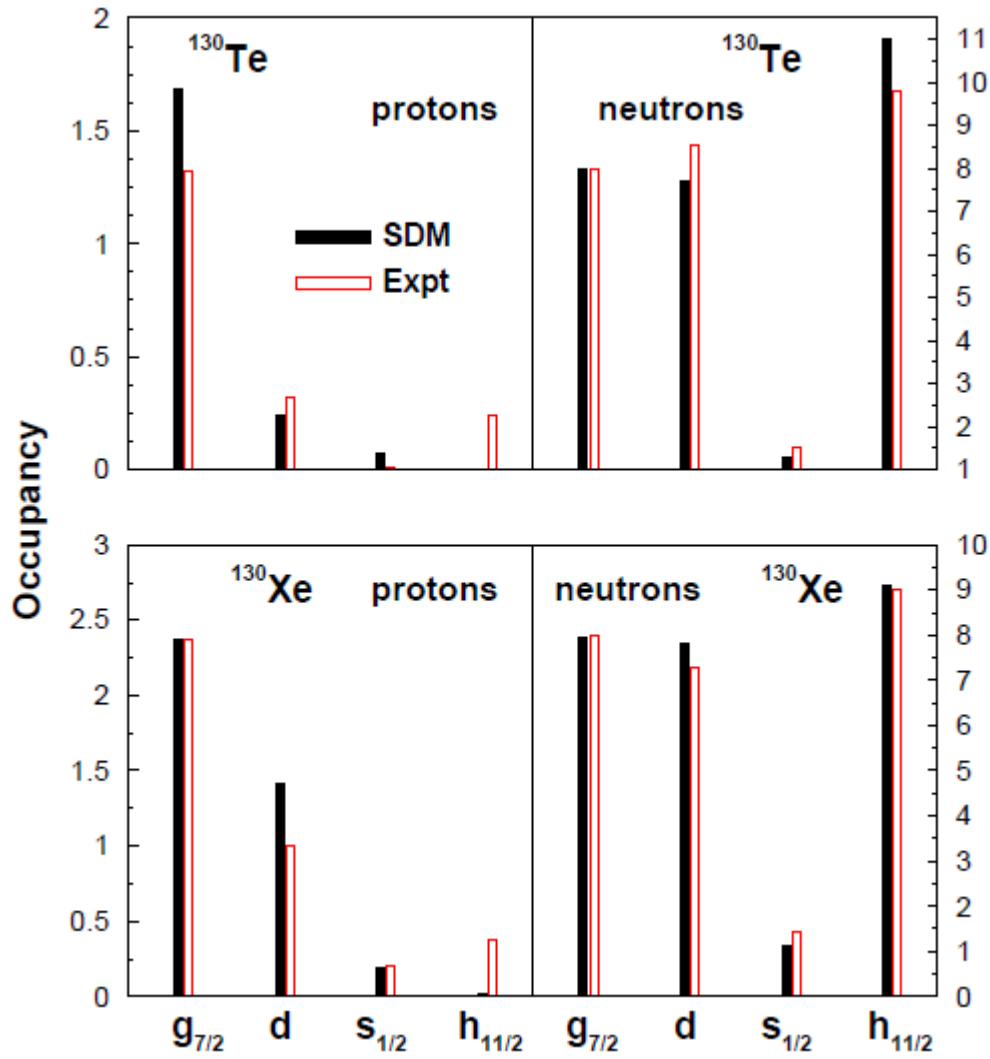 Occupancy
¹³⁰Te
protons
2
1.5
1
0.5
0
SDM
Expt
¹³⁰Te
neutrons
11
10
9
8
7
6
5
4
3
2
1
¹³⁰Xe
protons
3
2.5
2
1.5
1
0.5
0
neutrons
¹³⁰Xe
10
9
8
7
6
5
4
3
2
1
0
g7/2 d s1/2 h11/2 g7/2 d s1/2 h11/2